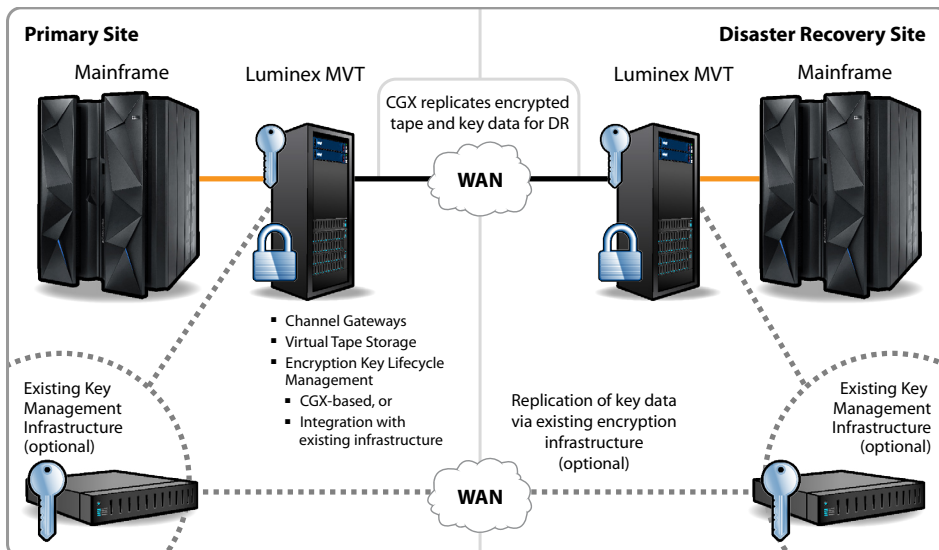 Primary Site
Disaster Recovery Site
Mainframe
Luminex MVT
Luminex MVT
Mainframe
CGX replicates encrypted
tape and key data for DR
WAN
▪ Channel Gateways
▪ Virtual Tape Storage
▪ Encryption Key Lifecycle
Management
▪ CGX-based, or
▪ Integration with
existing infrastructure
Existing Key
Management
Infrastructure
(optional)
Replication of key data
via existing encryption
infrastructure
(optional)
Existing Key
Management
Infrastructure
(optional)
WAN